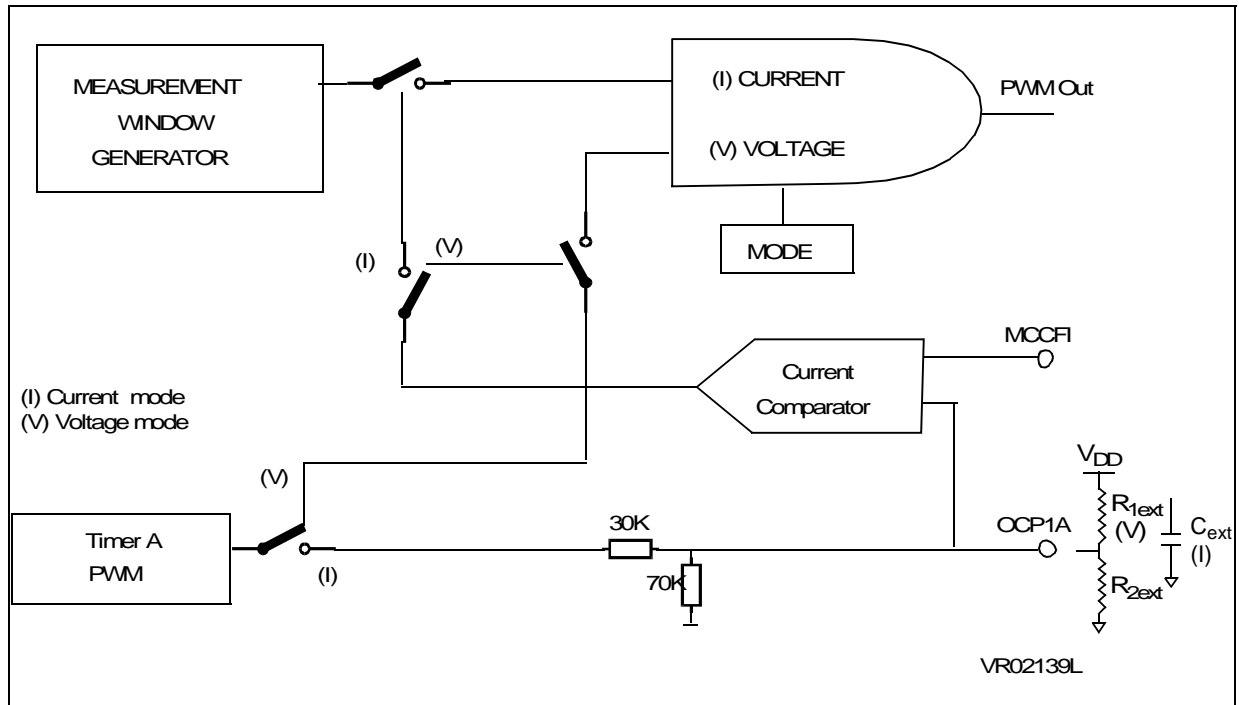 MEASUREMENT
WINDOW
GENERATOR
(I) CURRENT
(V) VOLTAGE
PWM Out
MODE
(I)
(V)
MCCFI
Current
Comparator
(I) Current mode
(V) Voltage mode
(V)
Timer A
PWM
(I)
30K
70K
OCP1A
VDD
R1ext
(V)
R2ext
Cext
(I)
VR02139L